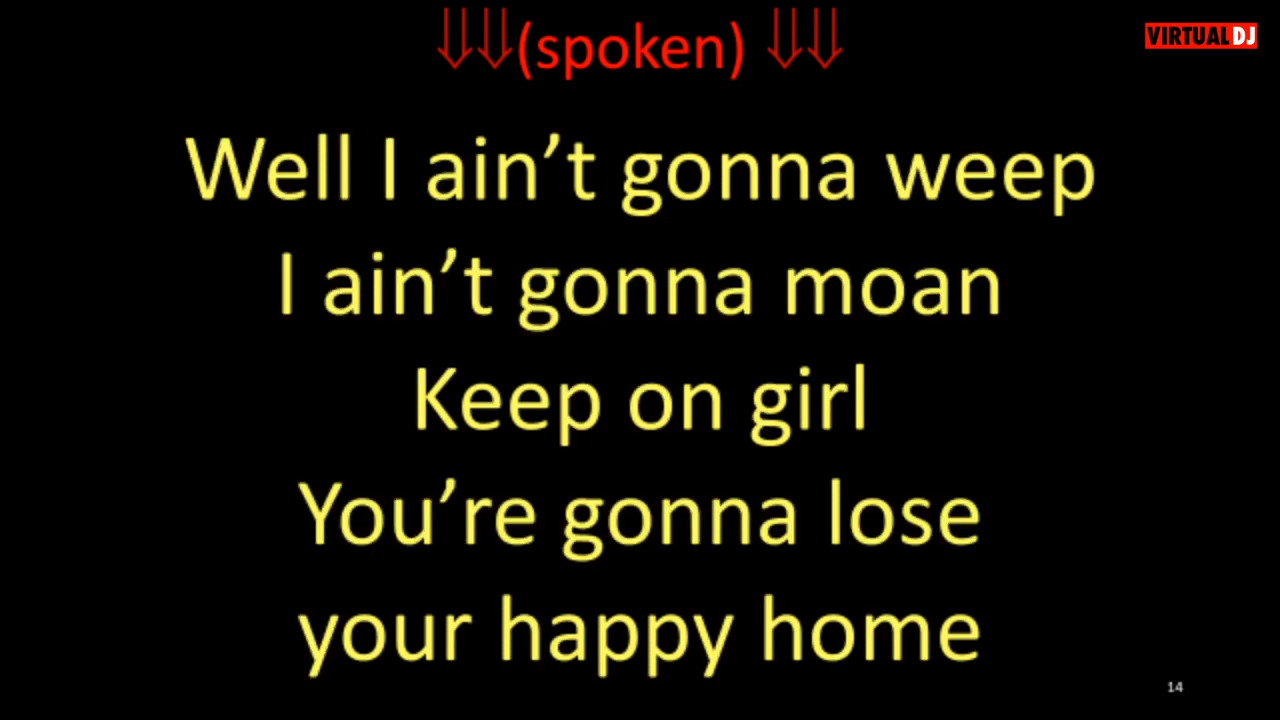 ⇓⇓(spoken) ⇓⇓
VIRTUALDJ
Well I ain’t gonna weep
I ain’t gonna moan
Keep on girl
You’re gonna lose
your happy home
14